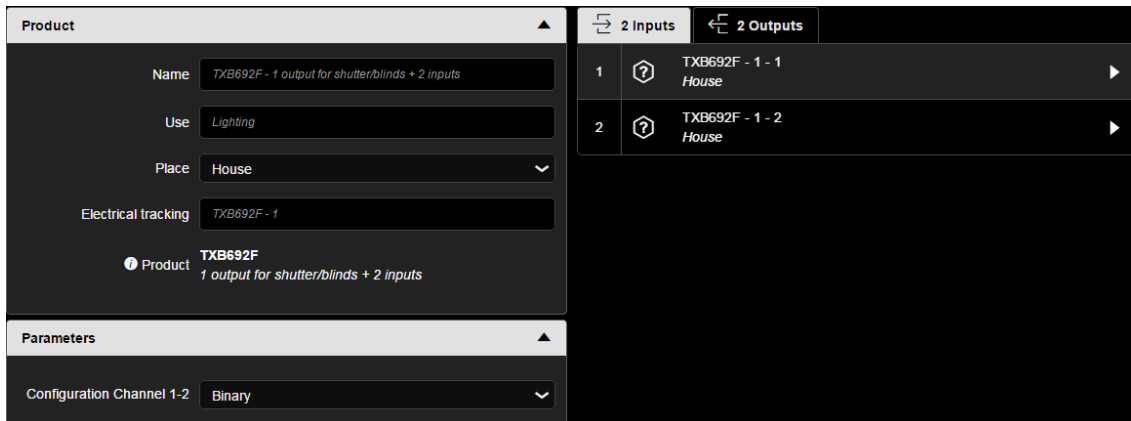 Product
Name TXB692F - 1 output for shutter/blinds + 2 inputs
Use Lighting
Place House
Electrical tracking TXB692F - 1
Product TXB692F
1 output for shutter/blinds + 2 inputs
Parameters
Configuration Channel 1-2 Binary
2 Inputs 2 Outputs
1 TXB692F - 1 - 1
House
2 TXB692F - 1 - 2
House